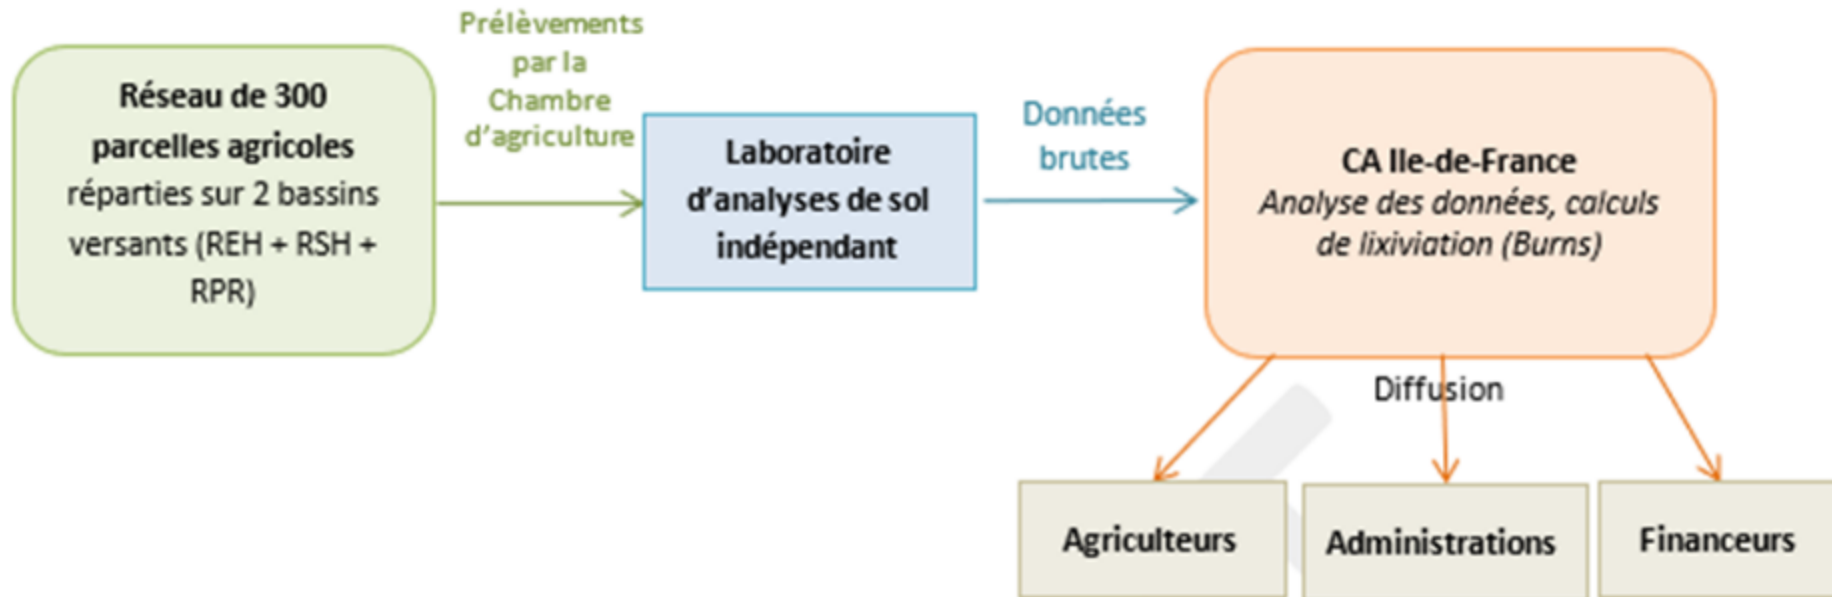 Réseau de 300
parcelles agricoles
réparties sur 2 bassins
versants (REH + RSH +
RPR)
Prélèvements
par la
Chambre
d'agriculture
Laboratoire
d'analyses de sol
indépendant
Données
brutes
CA Ile-de-France
Analyse des données, calculs
de lixiviation (Burns)
Diffusion
Agriculteurs
Administrations
Financeurs